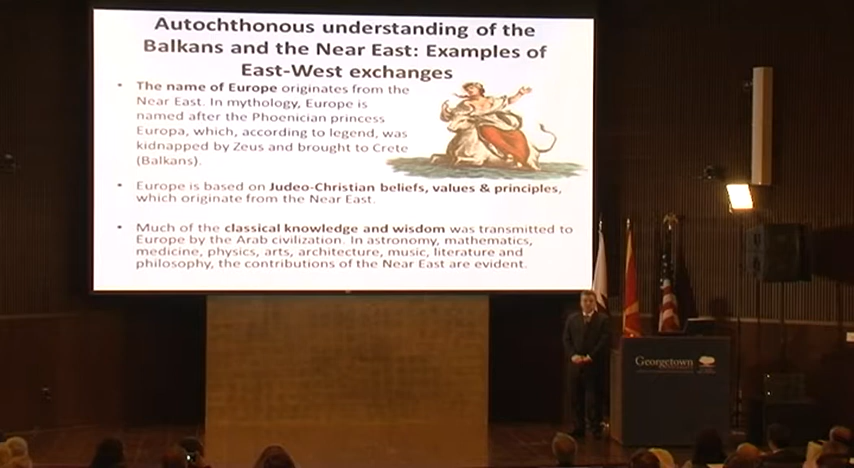 Autochthonous understanding of the
Balkans and the Near East: Examples of
East-West exchanges
• The name of Europe originates from the
Near East. In mythology, Europe is
named after the Phoenician princess
Europa, which, according to legend, was
kidnapped by Zeus and brought to Crete
(Balkans).
• Europe is based on Judeo-Christian beliefs, values & principles,
which originate from the Near East.
• Much of the classical knowledge and wisdom was transmitted to
Europe by the Arab civilization. In astronomy, mathematics,
medicine, physics, arts, architecture, music, literature and
philosophy, the contributions of the Near East are evident.
Georgetown